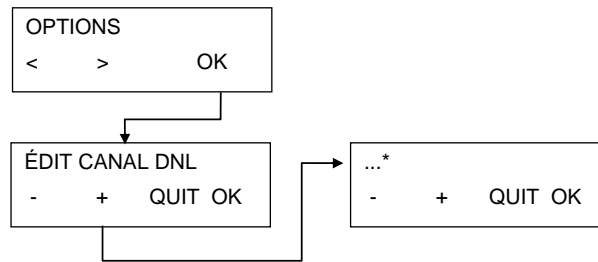 OPTIONS
< > OK
ÉDIT CANAL DNL
- + QUIT OK
...*
- + QUIT OK